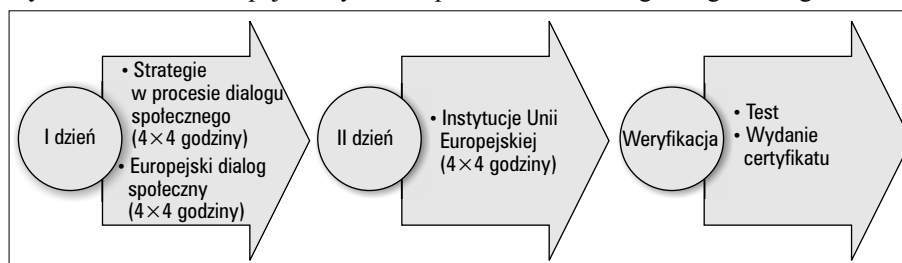 I dzień
• Strategie
w procesie dialogu
społecznego
(4×4 godziny)
• Europejski dialog
społeczny
(4×4 godziny)
II dzień
• Instytucje Unii
Europejskiej
(4×4 godziny)
Weryfikacja
• Test
• Wydanie
certyfikatu